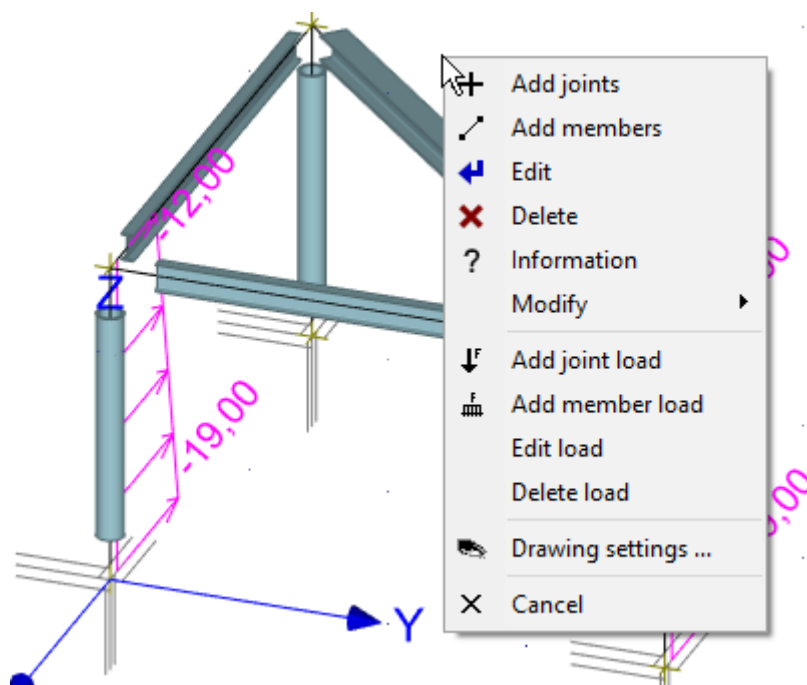 Add joints
Add members
Edit
Delete
? Information
Modify
F
Add joint load
F
Add member load
Edit load
Delete load
Drawing settings ...
Cancel
-12,00
-19,00
Z
Y